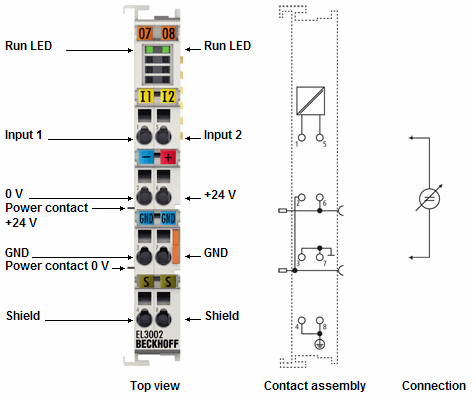 07 08
Run LED
Run LED
I1 I2
Input 1
Input 2
1 5
− +
0 V
+24 V
2 6
Power contact
+24 V
GND GND
GND
GND
3 7
Power contact 0 V
S S
Shield
Shield
4 8
EL3002
BECKHOFF
Top view
Contact assembly
Connection